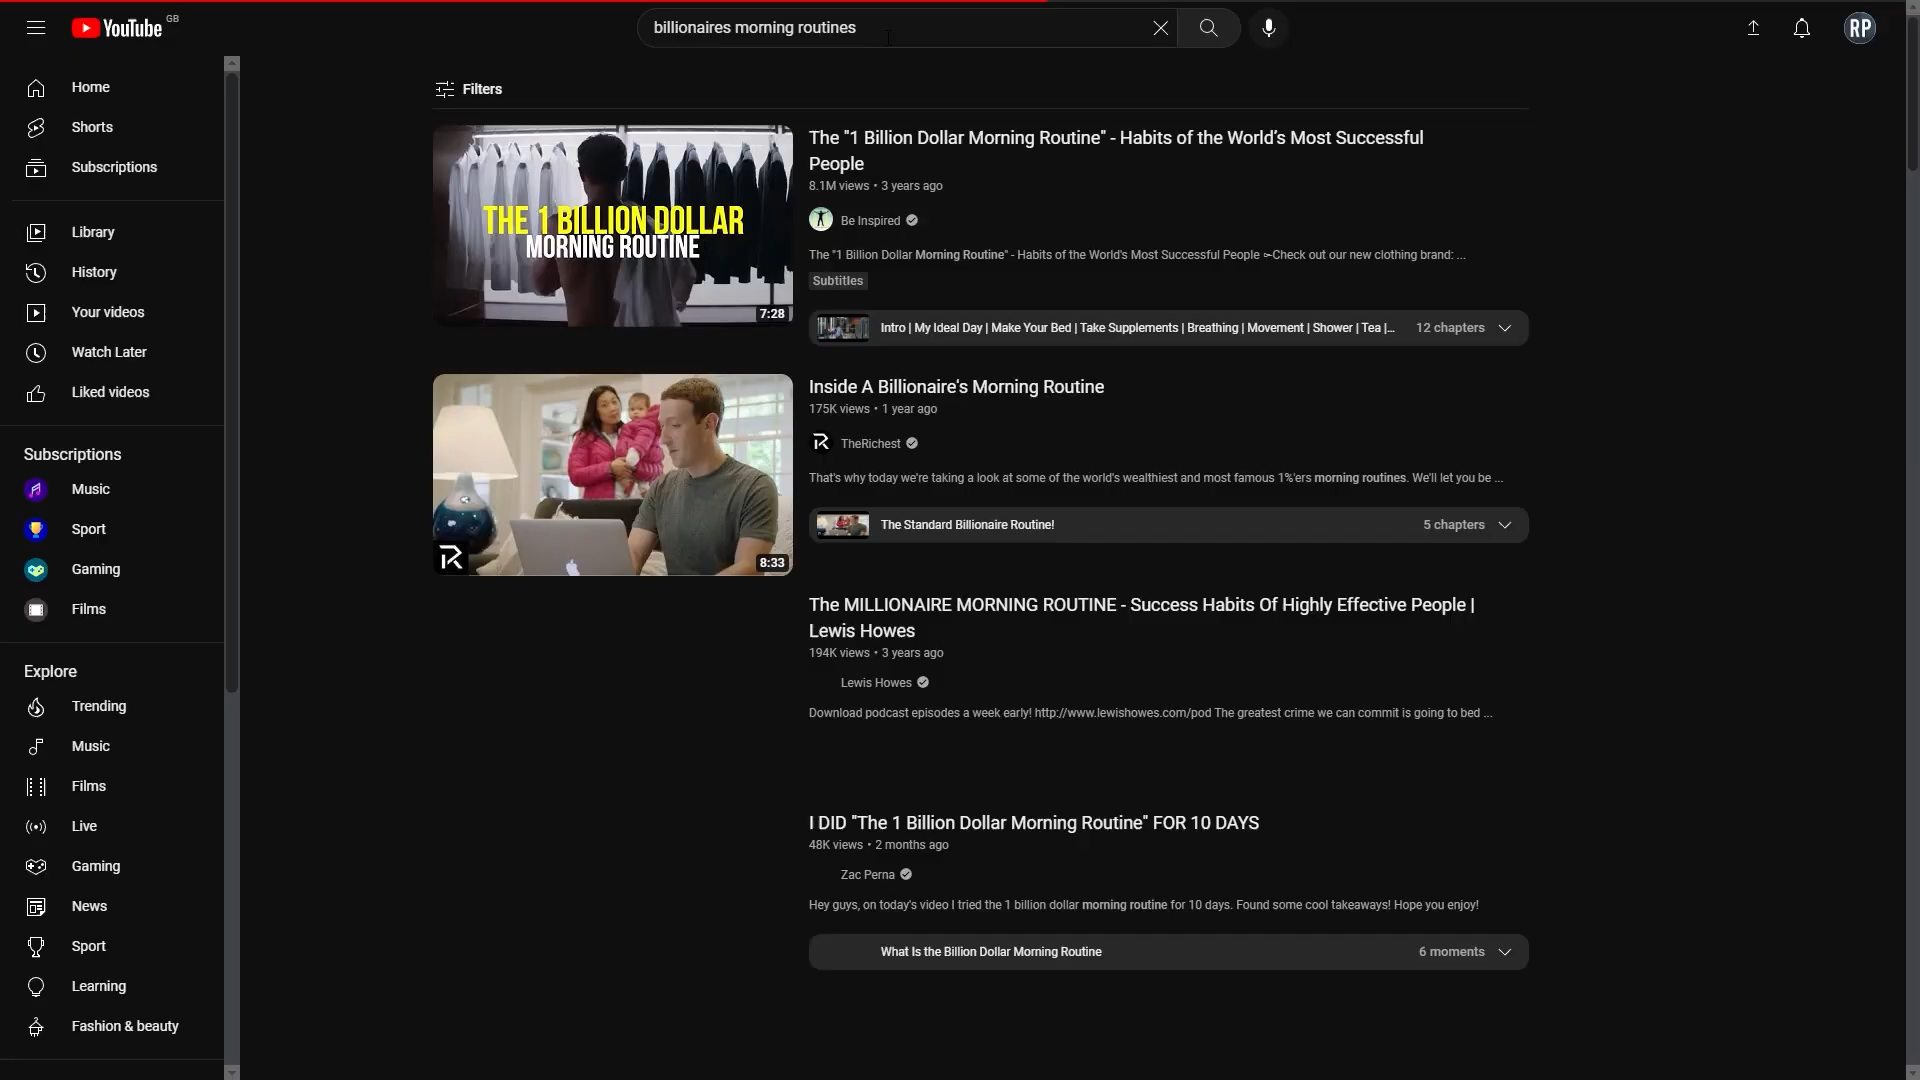 YouTube GB
billionaires morning routines
RP
Home
Shorts
Subscriptions
Library
History
Your videos
Watch Later
Liked videos
Subscriptions
Music
Sport
Gaming
Films
Explore
Trending
Music
Films
Live
Gaming
News
Sport
Learning
Fashion & beauty
Filters
THE 1 BILLION DOLLAR
MORNING ROUTINE
7:28
The "1 Billion Dollar Morning Routine" - Habits of the World's Most Successful
People
8.1M views • 3 years ago
Be Inspired
The "1 Billion Dollar Morning Routine" - Habits of the World's Most Successful People ➢Check out our new clothing brand: ...
Subtitles
Intro | My Ideal Day | Make Your Bed | Take Supplements | Breathing | Movement | Shower | Tea |... 12 chapters
R
8:33
Inside A Billionaire's Morning Routine
175K views • 1 year ago
R TheRichest
That's why today we're taking a look at some of the world's wealthiest and most famous 1%'ers morning routines. We'll let you be ...
The Standard Billionaire Routine! 5 chapters
The MILLIONAIRE MORNING ROUTINE - Success Habits Of Highly Effective People |
Lewis Howes
194K views • 3 years ago
Lewis Howes
Download podcast episodes a week early! http://www.lewishowes.com/pod The greatest crime we can commit is going to bed ...
I DID "The 1 Billion Dollar Morning Routine" FOR 10 DAYS
48K views • 2 months ago
Zac Perna
Hey guys, on today's video I tried the 1 billion dollar morning routine for 10 days. Found some cool takeaways! Hope you enjoy!
What Is the Billion Dollar Morning Routine 6 moments